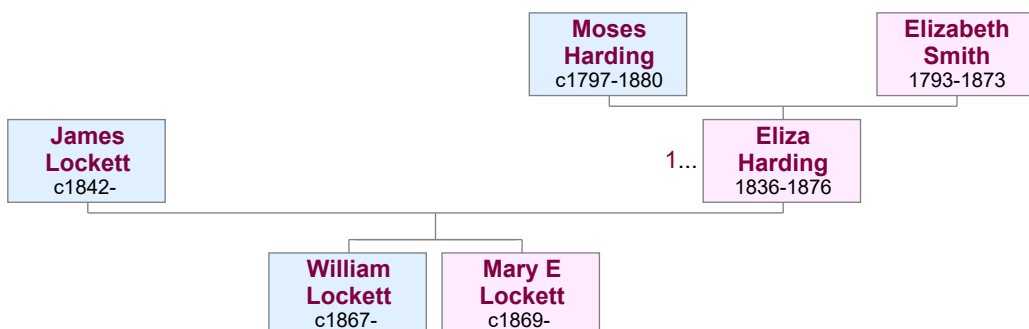 Moses
Harding
c1797-1880
Elizabeth
Smith
1793-1873
James
Lockett
c1842-
1...
Eliza
Harding
1836-1876
William
Lockett
c1867-
Mary E
Lockett
c1869-